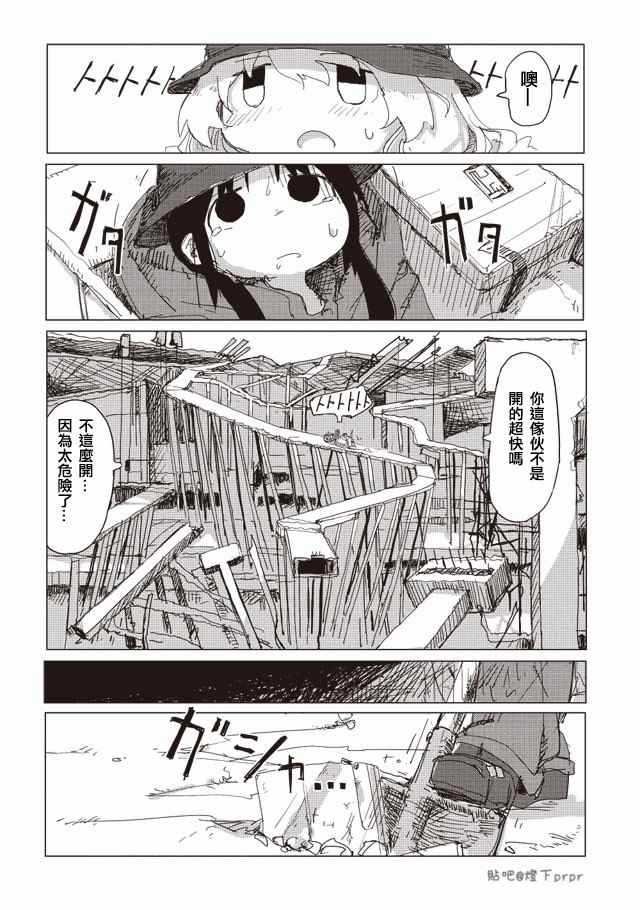 噢ー
トトトト
トトトト
ガタ
ガタ
你這傢伙不是
開的超快嗎
トトトトトト
不這麼開…
因為太危險了…
ガシャ
…
貼吧@燈下prpr